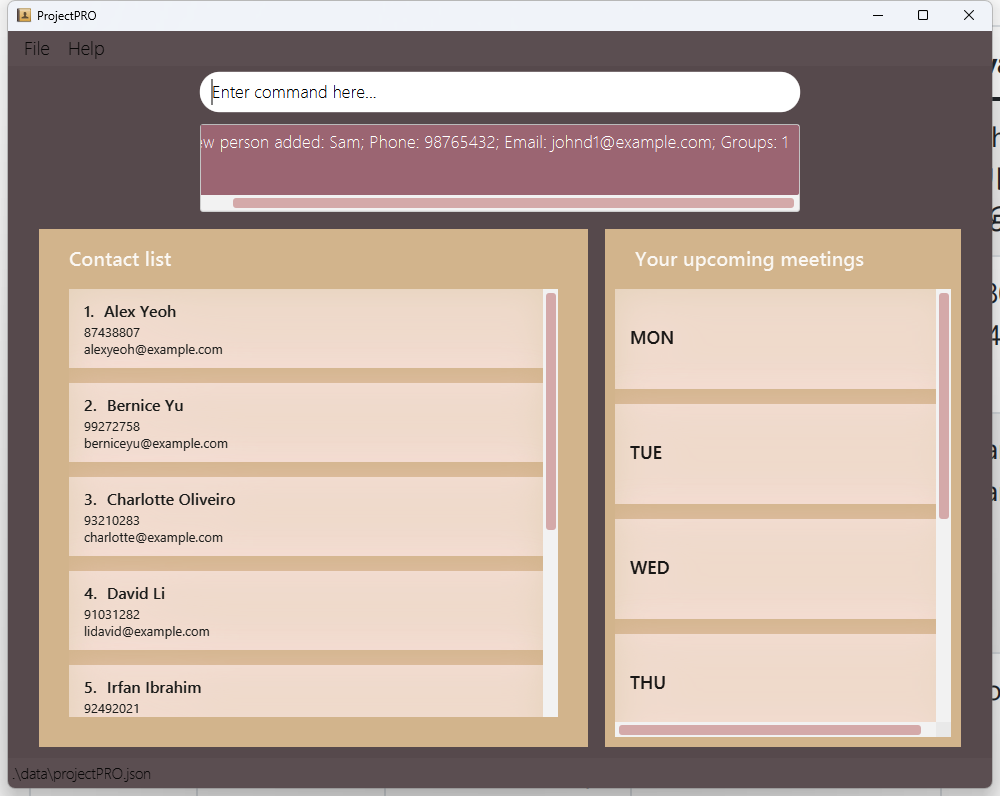 ProjectPRO
File Help
Enter command here...
person added: Sam; Phone: 98765432; Email: johnd1@example.com; Groups: 1
Contact list
Your upcoming meetings
1. Alex Yeoh
87438807
alexyeoh@example.com
2. Bernice Yu
99272758
berniceyu@example.com
3. Charlotte Oliveiro
93210283
charlotte@example.com
4. David Li
91031282
lidavid@example.com
5. Irfan Ibrahim
92492021
MON
TUE
WED
THU
.\data\projectPRO.json